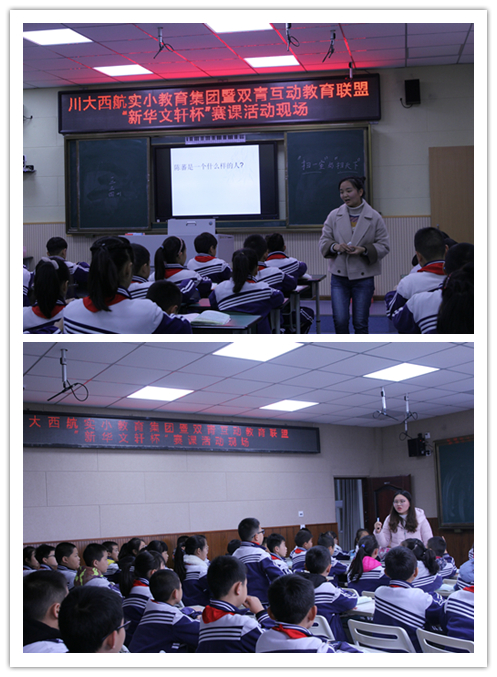 川大西航实小教育集团暨双青互动教育联盟
“新华文轩杯”赛课活动现场
陈蕃是一个什么样的人?
大西航实小教育集团暨双青互动教育联盟
“新华文轩杯”赛课活动现场